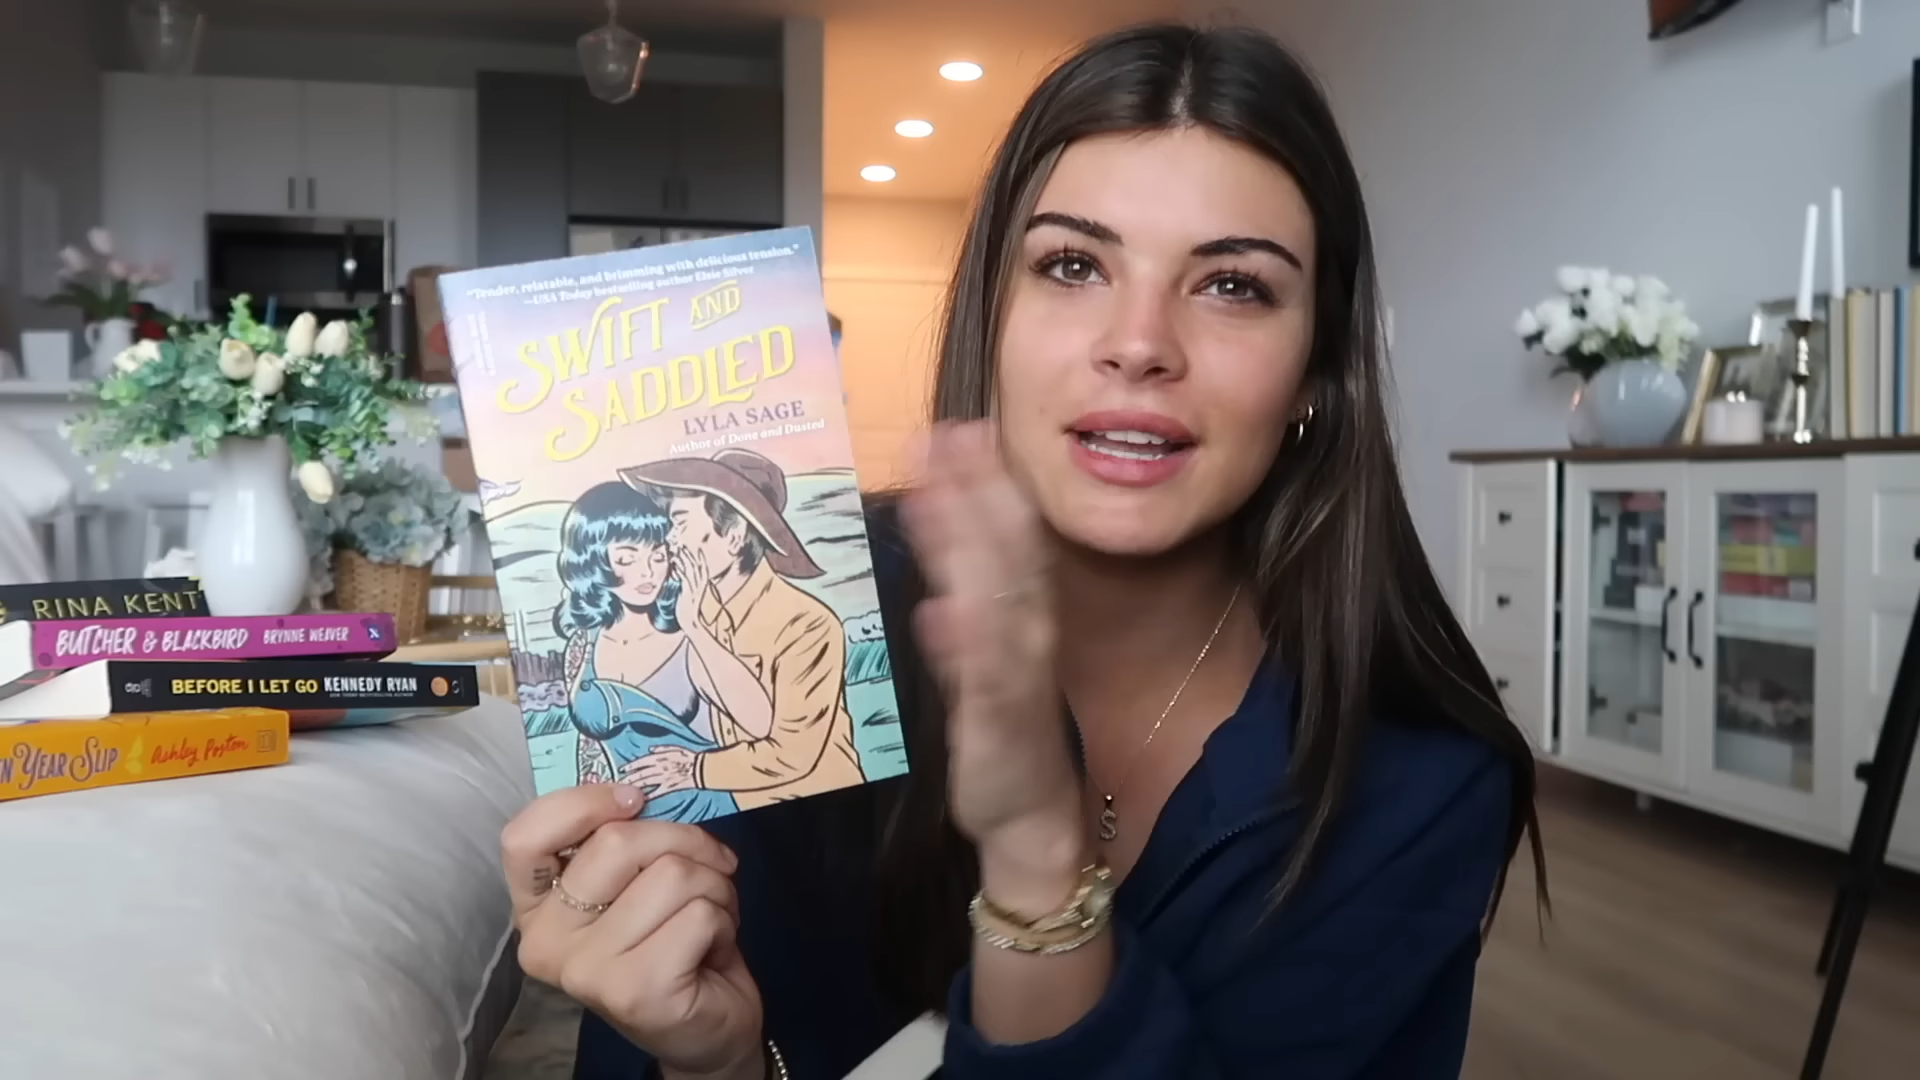 "Tender, relatable, and brimming with delicious tension."
—USA Today bestselling author Elsie Silver
SWIFT AND
SADDLED
LYLA SAGE
Author of Done and Dusted
RINA KENT
BUTCHER & BLACKBIRD BRYNNE WEAVER
BEFORE I LET GO KENNEDY RYAN
N YEAR SLIP Ashley Poston
S